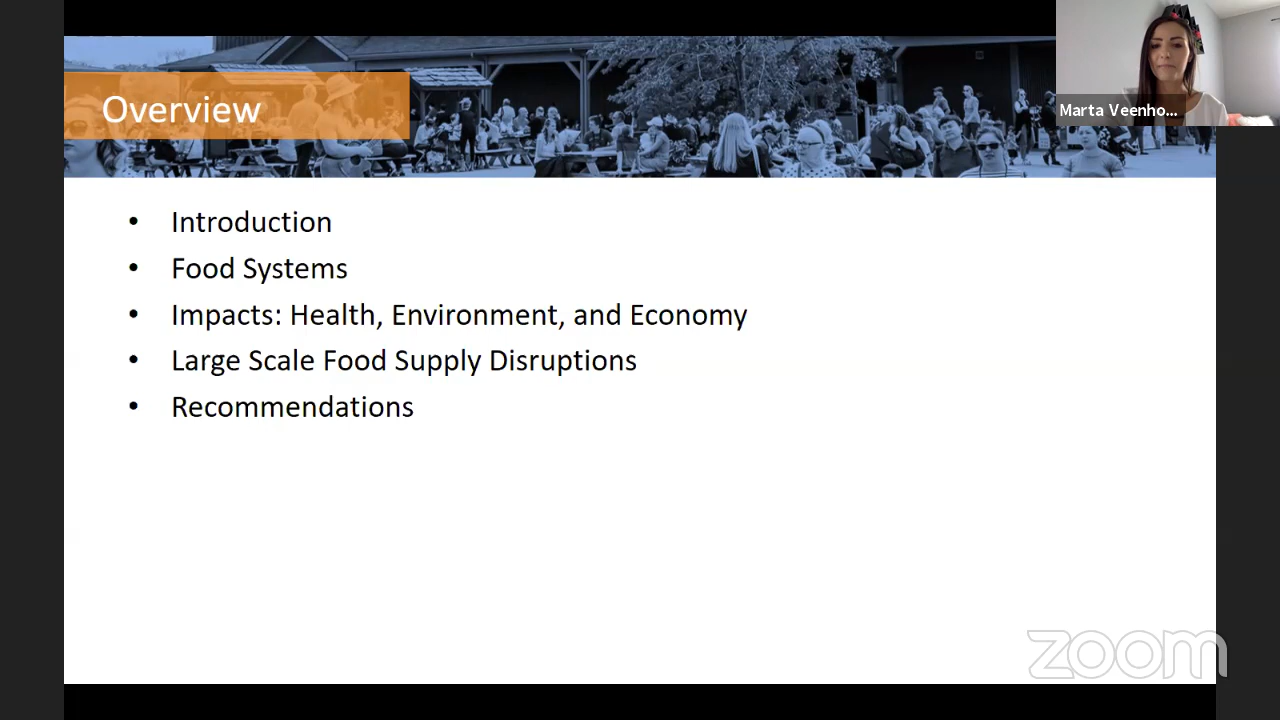 Overview
Marta Veenho...
• Introduction
• Food Systems
• Impacts: Health, Environment, and Economy
• Large Scale Food Supply Disruptions
• Recommendations
zoom